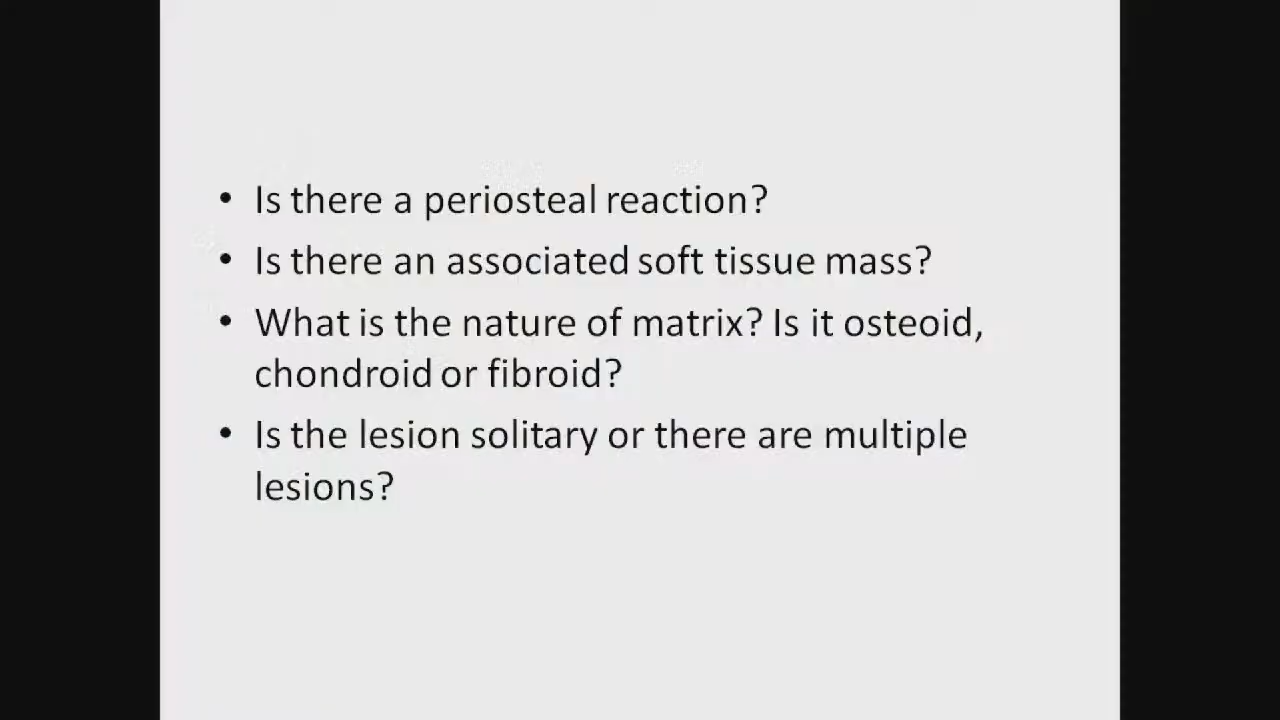 • Is there a periosteal reaction?
• Is there an associated soft tissue mass?
• What is the nature of matrix? Is it osteoid,
chondroid or fibroid?
• Is the lesion solitary or there are multiple
lesions?